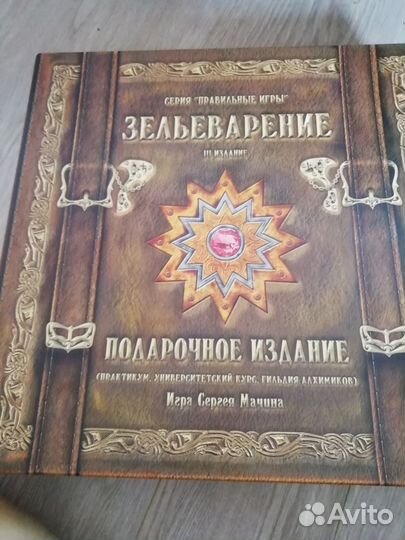 СЕРИЯ "ПРАВИЛЬНЫЕ ИГРЫ"
ЗЕЛЬЕВАРЕНИЕ
III ИЗДАНИЕ
ПОДАРОЧНОЕ ИЗДАНИЕ
(ПРАКТИКУМ, УНИВЕРСИТЕТСКИЙ КУРС, ГИЛЬДИЯ АЛХИМИКОВ)
Игра Сергея Мачина
Avito